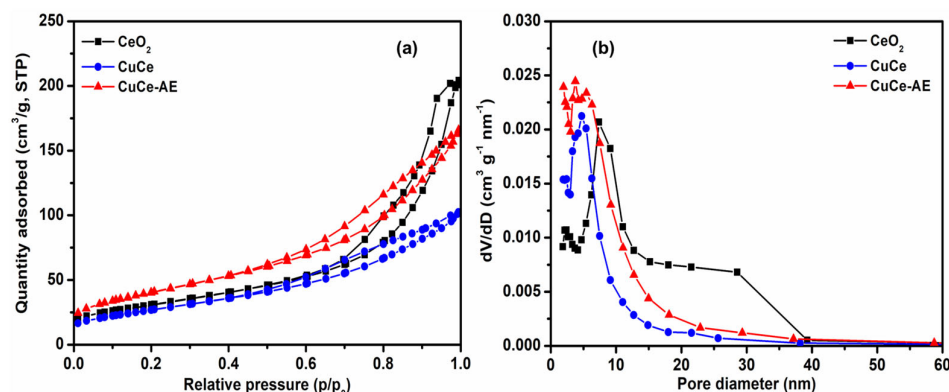 (a)
CeO₂
CuCe
CuCe-AE
Quantity adsorbed (cm³/g, STP)
250
200
150
100
50
0
0.0 0.2 0.4 0.6 0.8 1.0
Relative pressure (p/p₀)
(b)
CeO₂
CuCe
CuCe-AE
dV/dD (cm³ g⁻¹ nm⁻¹)
0.030
0.025
0.020
0.015
0.010
0.005
0.000
0 10 20 30 40 50 60
Pore diameter (nm)